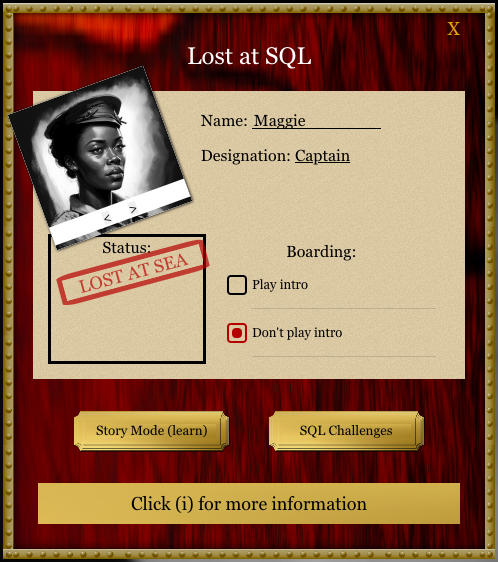 X
Lost at SQL
Name: Maggie
Designation: Captain
< >
Status:
LOST AT SEA
Boarding:
Play intro
Don't play intro
Story Mode (learn)
SQL Challenges
Click (i) for more information